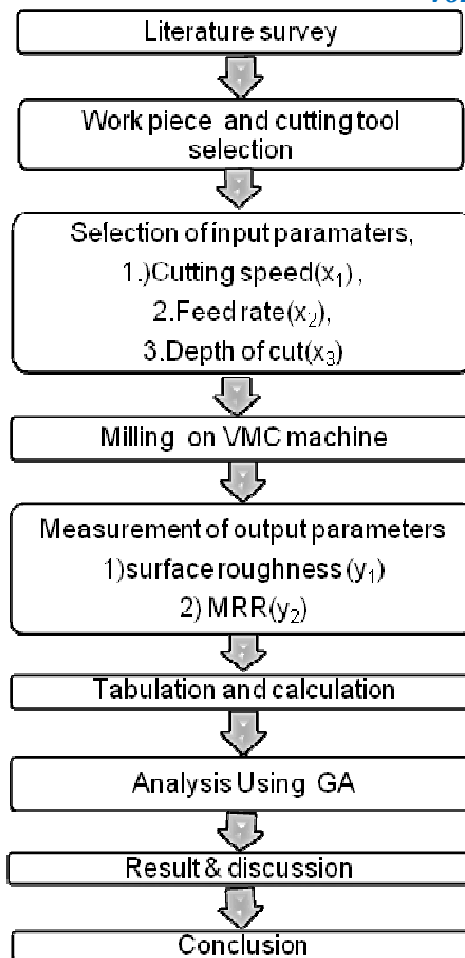 Literature survey
Work piece and cutting tool
selection
Selection of input paramaters,
1.)Cutting speed(x₁),
2.Feed rate(x₂),
3.Depth of cut(x₃)
Milling on VMC machine
Measurement of output parameters
1)surface roughness (y₁)
2) MRR(y₂)
Tabulation and calculation
Analysis Using GA
Result & discussion
Conclusion